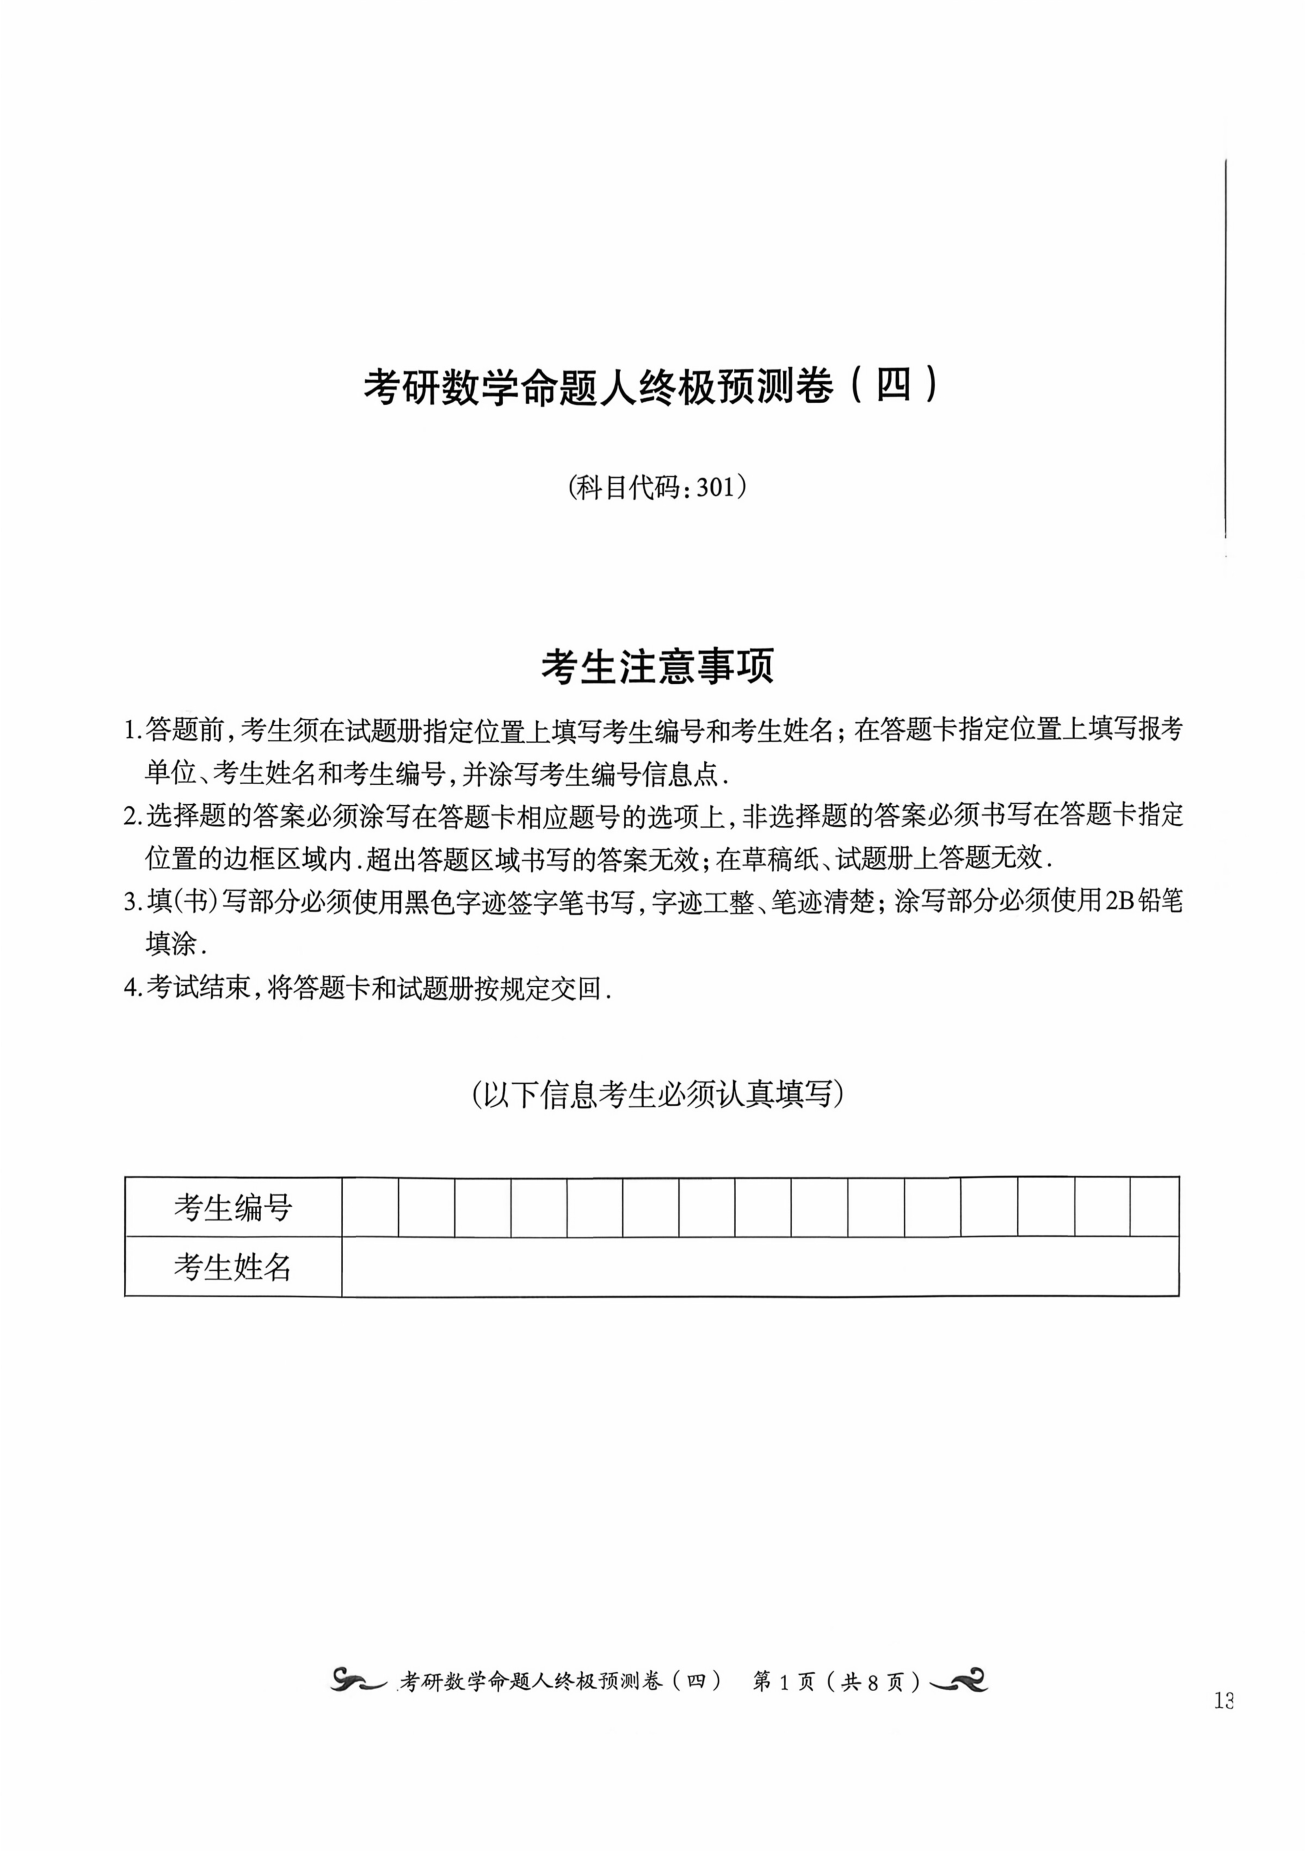 考研数学命题人终极预测卷(四)
(科目代码:301)
考生注意事项
1.答题前,考生须在试题册指定位置上填写考生编号和考生姓名;在答题卡指定位置上填写报考
单位、考生姓名和考生编号,并涂写考生编号信息点.
2.选择题的答案必须涂写在答题卡相应题号的选项上,非选择题的答案必须书写在答题卡指定
位置的边框区域内.超出答题区域书写的答案无效;在草稿纸、试题册上答题无效.
3.填(书)写部分必须使用黑色字迹签字笔书写,字迹工整、笔迹清楚;涂写部分必须使用2B铅笔
填涂.
4.考试结束,将答题卡和试题册按规定交回.
(以下信息考生必须认真填写)
考生编号
考生姓名
考研数学命题人终极预测卷(四) 第1页(共8页)
13